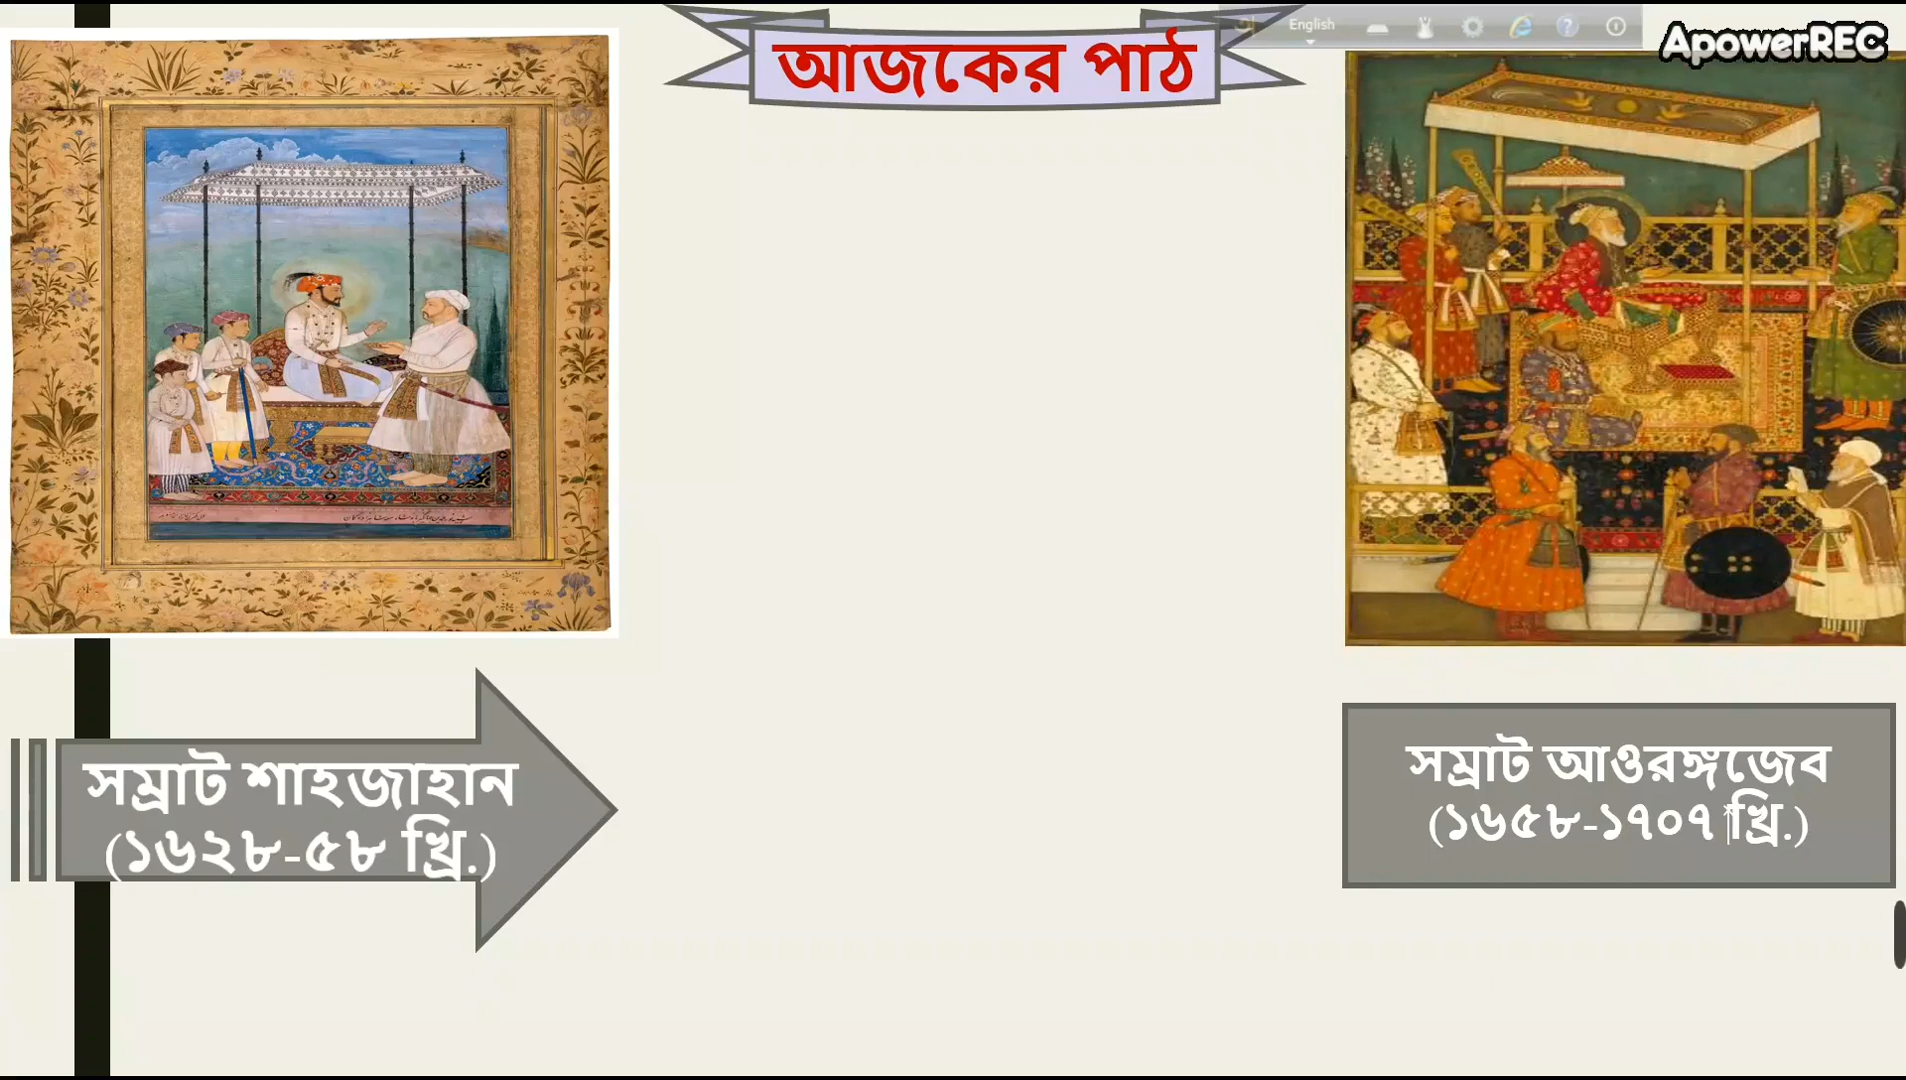 আজকের পাঠ
English
ApowerREC
সম্রাট শাহজাহান
(১৬২৮-৫৮ খ্রি.)
সম্রাট আওরঙ্গজেব
(১৬৫৮-১৭০৭ খ্রি.)